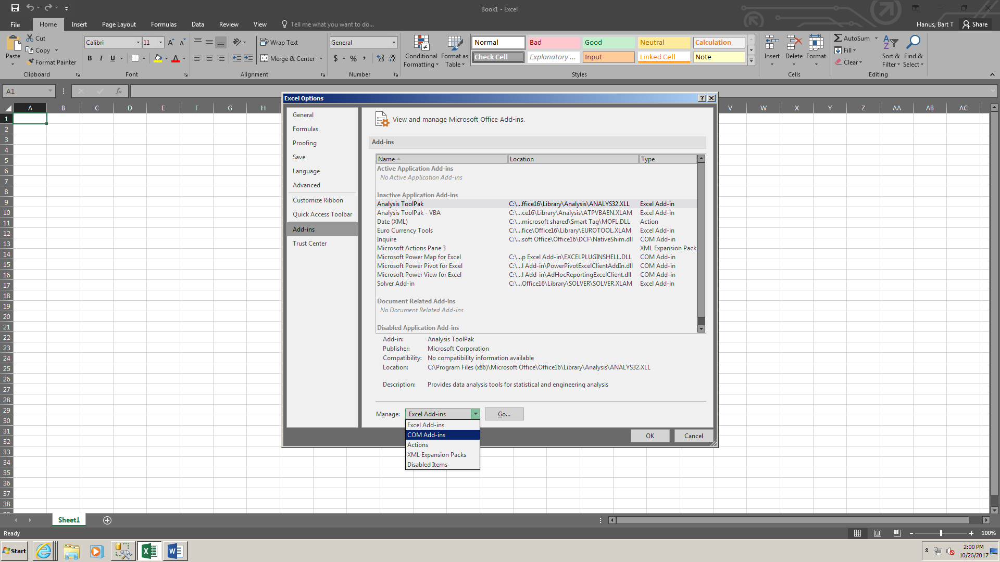 Book1 - Excel
File Home Insert Page Layout Formulas Data Review View Tell me what you want to do... Hanus, Bart T Share
Paste
Cut
Copy
Format Painter
Clipboard
Calibri 11
B I U A
Font
Wrap Text
Merge & Center
Alignment
General
$ % ,
Number
Conditional Formatting
Format as Table
Normal Bad Good Neutral Calculation
Check Cell Explanatory ... Input Linked Cell Note
Styles
Insert Delete Format
Cells
AutoSum
Fill
Clear
Sort & Filter
Find & Select
Editing
A1 fx
A B C D E F G H V W X Y Z AA AB AC
1
2
3
4
5
6
7
8
9
10
11
12
13
14
15
16
17
18
19
20
21
22
23
24
25
26
27
28
29
30
31
32
33
34
35
36
37
38
Excel Options
General
Formulas
Proofing
Save
Language
Advanced
Customize Ribbon
Quick Access Toolbar
Add-ins
Trust Center
View and manage Microsoft Office Add-ins.
Add-ins
Name Location Type
Active Application Add-ins
No Active Application Add-ins
Inactive Application Add-ins
Analysis ToolPak C:\...ffice16\Library\Analysis\ANALYS32.XLL Excel Add-in
Analysis ToolPak - VBA C:\...ce16\Library\Analysis\ATPVBAEN.XLAM Excel Add-in
Date (XML) C:\...microsoft shared\Smart Tag\MOFL.DLL Action
Euro Currency Tools C:\...fice\Office16\Library\EUROTOOL.XLAM Excel Add-in
Inquire C:\...soft Office\Office16\DCF\NativeShim.dll COM Add-in
Microsoft Actions Pane 3 XML Expansion Pack
Microsoft Power Map for Excel C:\...p Excel Add-in\EXCELPLUGINSHELL.DLL COM Add-in
Microsoft Power Pivot for Excel C:\...l Add-in\PowerPivotExcelClientAddIn.dll COM Add-in
Microsoft Power View for Excel C:\...l Add-in\AdHocReportingExcelClient.dll COM Add-in
Solver Add-in C:\...Office16\Library\SOLVER\SOLVER.XLAM Excel Add-in
Document Related Add-ins
No Document Related Add-ins
Disabled Application Add-ins
Add-in: Analysis ToolPak
Publisher: Microsoft Corporation
Compatibility: No compatibility information available
Location: C:\Program Files (x86)\Microsoft Office\Office16\Library\Analysis\ANALYS32.XLL
Description: Provides data analysis tools for statistical and engineering analysis
Manage: Excel Add-ins Go...
Excel Add-ins
COM Add-ins
Actions
XML Expansion Packs
Disabled Items
OK Cancel
Sheet1
Ready 100%
Start
2:00 PM
10/26/2017